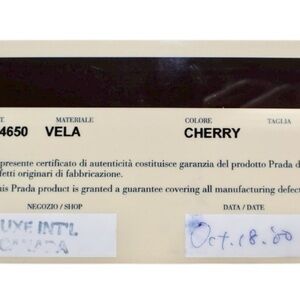 T. MATERIALE COLORE TAGLIA
4650 VELA CHERRY
presente certificato di autenticità costituisce garanzia del prodotto Prada d
fetti originari di fabbricazione.
is Prada product is granted a guarantee covering all manufacturing defec
NEGOZIO / SHOP DATA / DATE
UXE INT'L Oct. 18. 00
CANADA